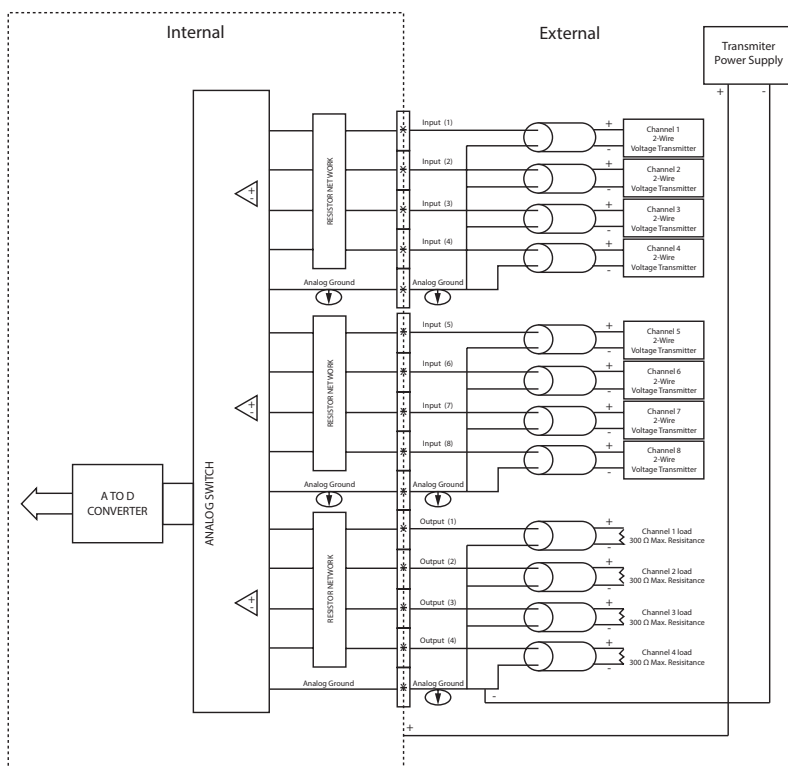 Internal
External
Transmiter
Power Supply
+
-
Input (1)
+
-
Channel 1
2-Wire
Voltage Transmitter
Input (2)
+
-
Channel 2
2-Wire
Voltage Transmitter
+
-
RESISTOR NETWORK
Input (3)
+
-
Channel 3
2-Wire
Voltage Transmitter
Input (4)
+
-
Channel 4
2-Wire
Voltage Transmitter
Analog Ground
Analog Ground
Input (5)
+
-
Channel 5
2-Wire
Voltage Transmitter
Input (6)
+
-
Channel 6
2-Wire
Voltage Transmitter
+
-
RESISTOR NETWORK
Input (7)
+
-
Channel 7
2-Wire
Voltage Transmitter
Input (8)
+
-
Channel 8
2-Wire
Voltage Transmitter
A TO D
CONVERTER
ANALOG SWITCH
Analog Ground
Analog Ground
Output (1)
+
-
Channel 1 load
300 Ω Max. Resisitance
Output (2)
+
-
Channel 2 load
300 Ω Max. Resisitance
+
-
RESISTOR NETWORK
Output (3)
+
-
Channel 3 load
300 Ω Max. Resisitance
Output (4)
+
-
Channel 4 load
300 Ω Max. Resisitance
Analog Ground
Analog Ground
-
+